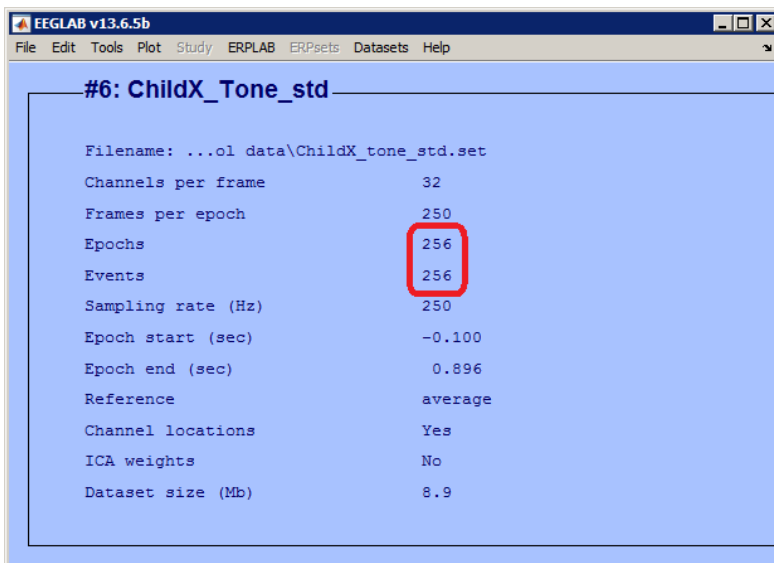 EEGLAB v13.6.5b
File Edit Tools Plot Study ERPLAB ERPsets Datasets Help
#6: ChildX_Tone_std
Filename: ...ol data\ChildX_tone_std.set
Channels per frame 32
Frames per epoch 250
Epochs 256
Events 256
Sampling rate (Hz) 250
Epoch start (sec) -0.100
Epoch end (sec) 0.896
Reference average
Channel locations Yes
ICA weights No
Dataset size (Mb) 8.9